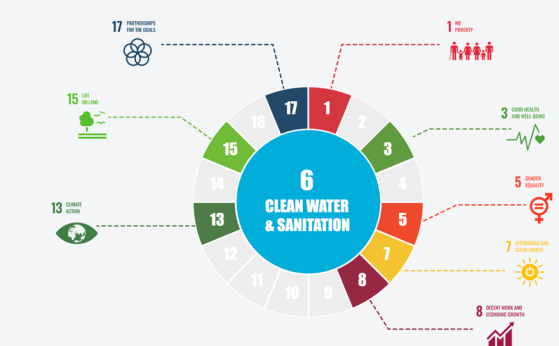 17 PARTNERSHIPS
FOR THE GOALS
1 NO
POVERTY
15 LIFE
ON LAND
3 GOOD HEALTH
AND WELL-BEING
13 CLIMATE
ACTION
5 GENDER
EQUALITY
7 AFFORDABLE AND
CLEAN ENERGY
8 DECENT WORK AND
ECONOMIC GROWTH
17
1
16
2
15
3
14
4
13
5
12
7
11
8
10
9
6
CLEAN WATER
& SANITATION